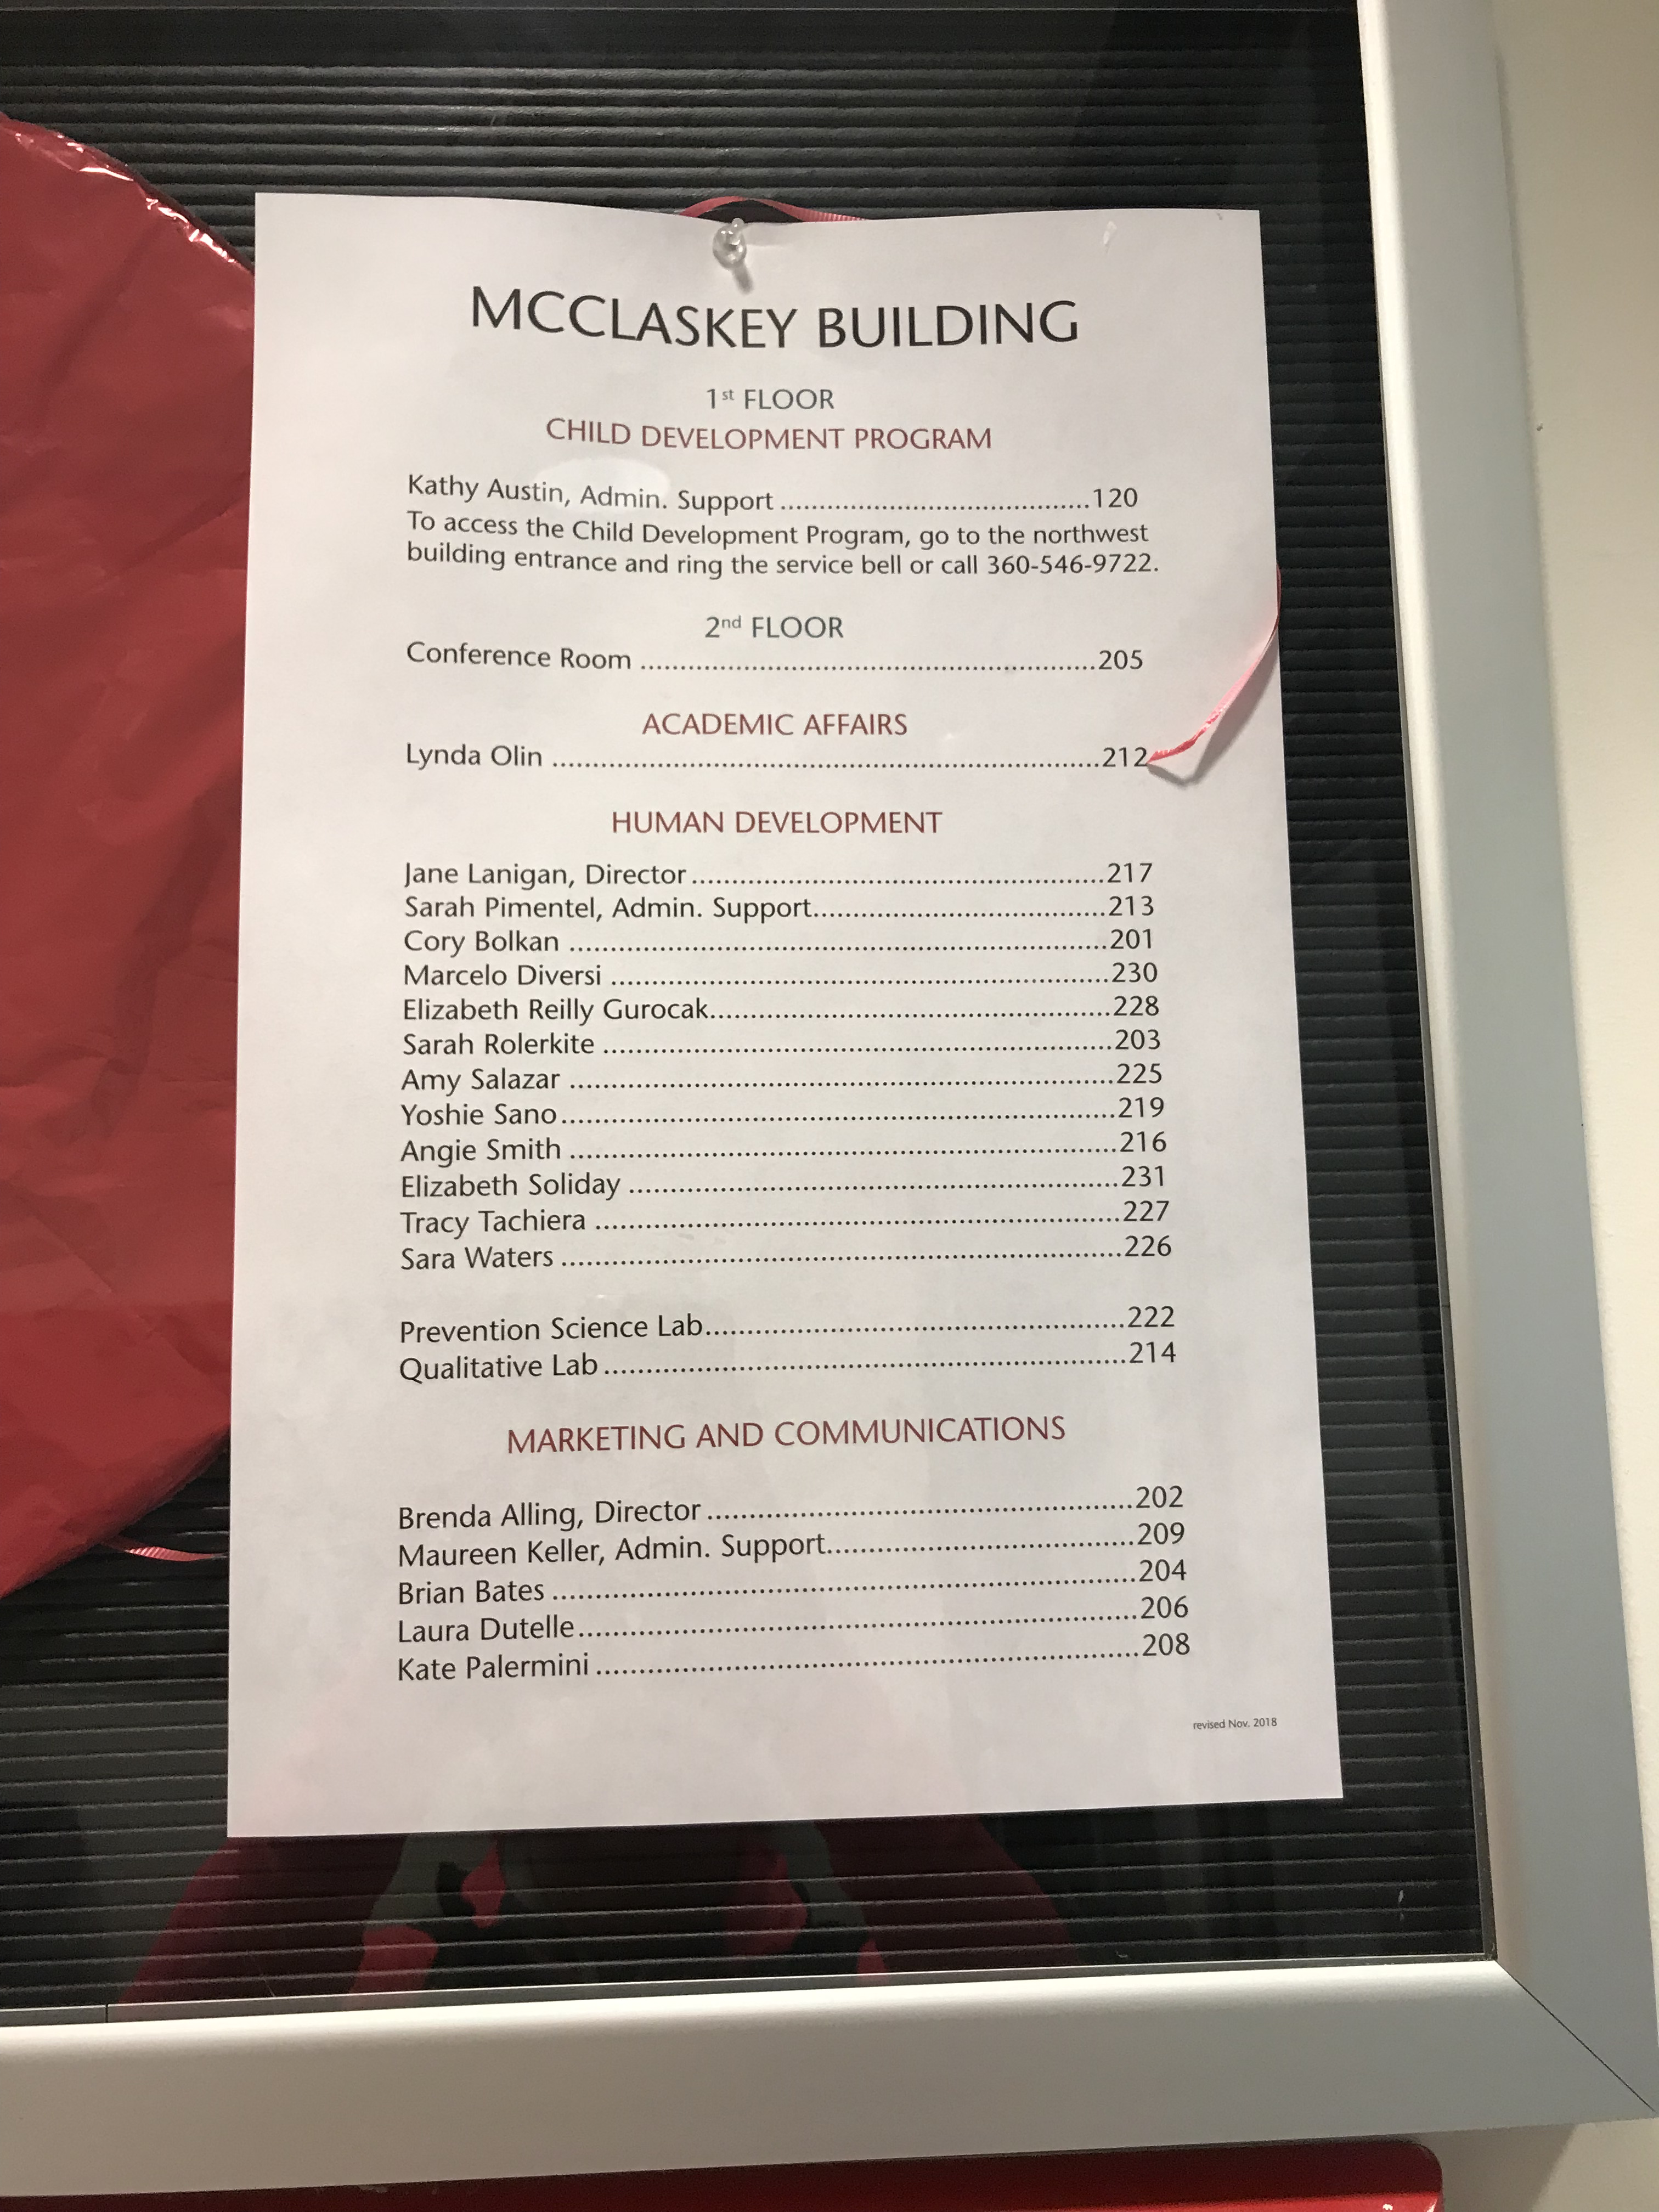 MCCLASKEY BUILDING
1st FLOOR
CHILD DEVELOPMENT PROGRAM
Kathy Austin, Admin. Support ......................................120
To access the Child Development Program, go to the northwest
building entrance and ring the service bell or call 360-546-9722.
2nd FLOOR
Conference Room ........................................................205
ACADEMIC AFFAIRS
Lynda Olin ...................................................................212
HUMAN DEVELOPMENT
Jane Lanigan, Director...................................................217
Sarah Pimentel, Admin. Support....................................213
Cory Bolkan ..................................................................201
Marcelo Diversi .............................................................230
Elizabeth Reilly Gurocak.................................................228
Sarah Rolerkite ..............................................................203
Amy Salazar ..................................................................225
Yoshie Sano...................................................................219
Angie Smith ..................................................................216
Elizabeth Soliday ...........................................................231
Tracy Tachiera ...............................................................227
Sara Waters ...................................................................226
Prevention Science Lab...................................................222
Qualitative Lab ...............................................................214
MARKETING AND COMMUNICATIONS
Brenda Alling, Director ...................................................202
Maureen Keller, Admin. Support.....................................209
Brian Bates .....................................................................204
Laura Dutelle...................................................................206
Kate Palermini .................................................................208
revised Nov. 2018